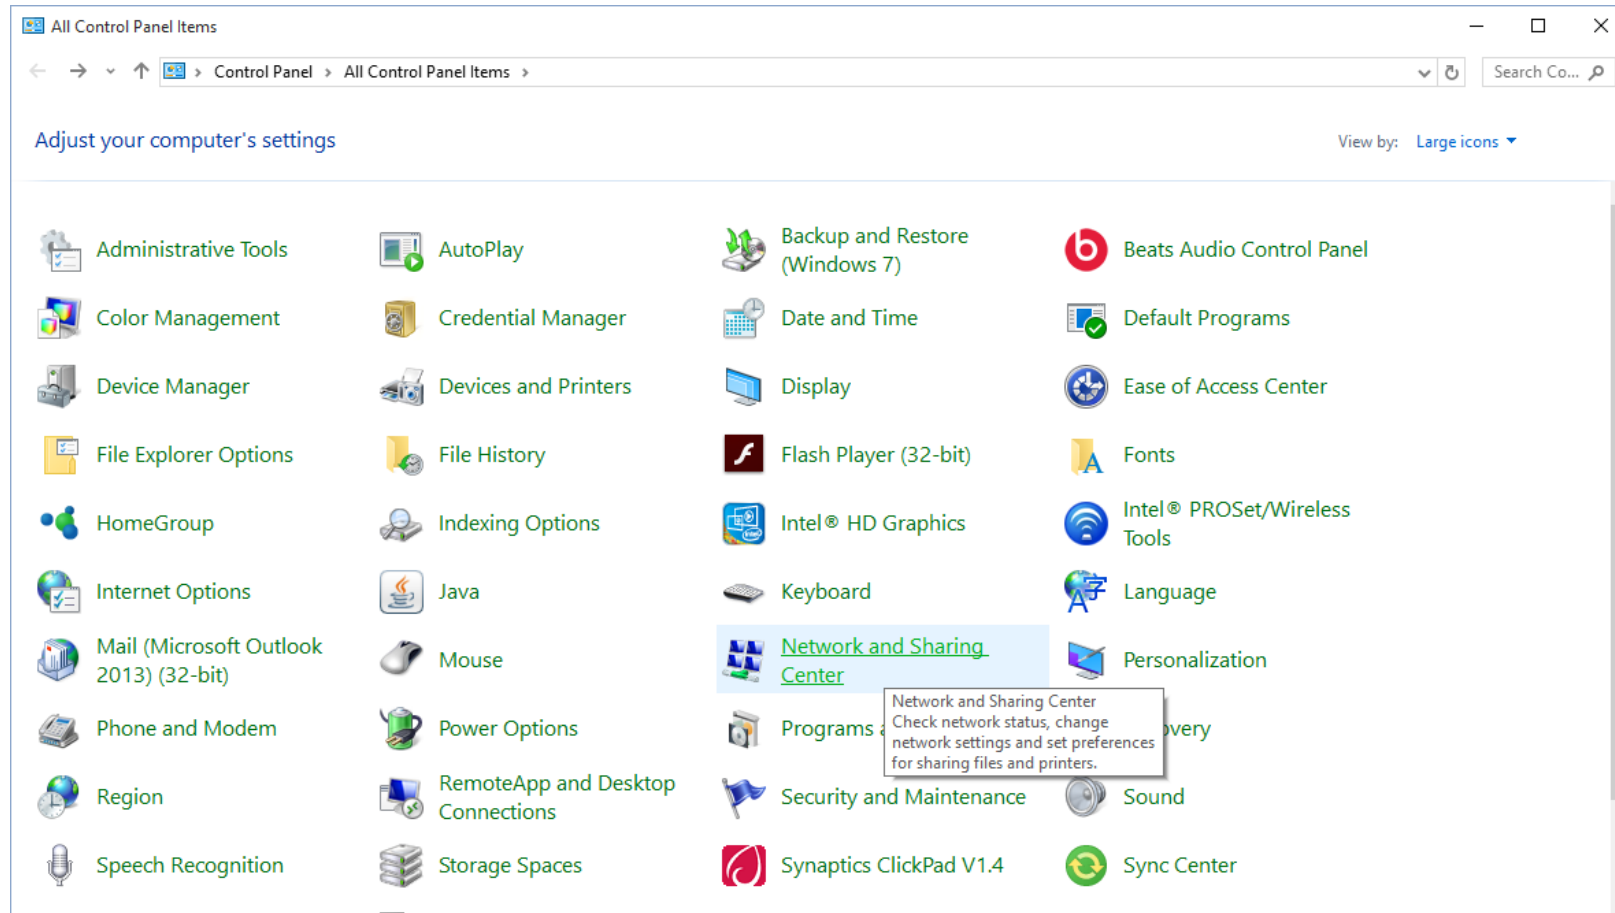 All Control Panel Items
Control Panel > All Control Panel Items >
Search Co...
Adjust your computer's settings
View by: Large icons
Administrative Tools
AutoPlay
Backup and Restore
(Windows 7)
Beats Audio Control Panel
Color Management
Credential Manager
Date and Time
Default Programs
Device Manager
Devices and Printers
Display
Ease of Access Center
File Explorer Options
File History
Flash Player (32-bit)
Fonts
HomeGroup
Indexing Options
Intel® HD Graphics
Intel® PROSet/Wireless
Tools
Internet Options
Java
Keyboard
Language
Mail (Microsoft Outlook
2013) (32-bit)
Mouse
Network and Sharing
Center
Personalization
Network and Sharing Center
Check network status, change
network settings and set preferences
for sharing files and printers.
Phone and Modem
Power Options
Programs
Region
RemoteApp and Desktop
Connections
Security and Maintenance
Sound
Speech Recognition
Storage Spaces
Synaptics ClickPad V1.4
Sync Center